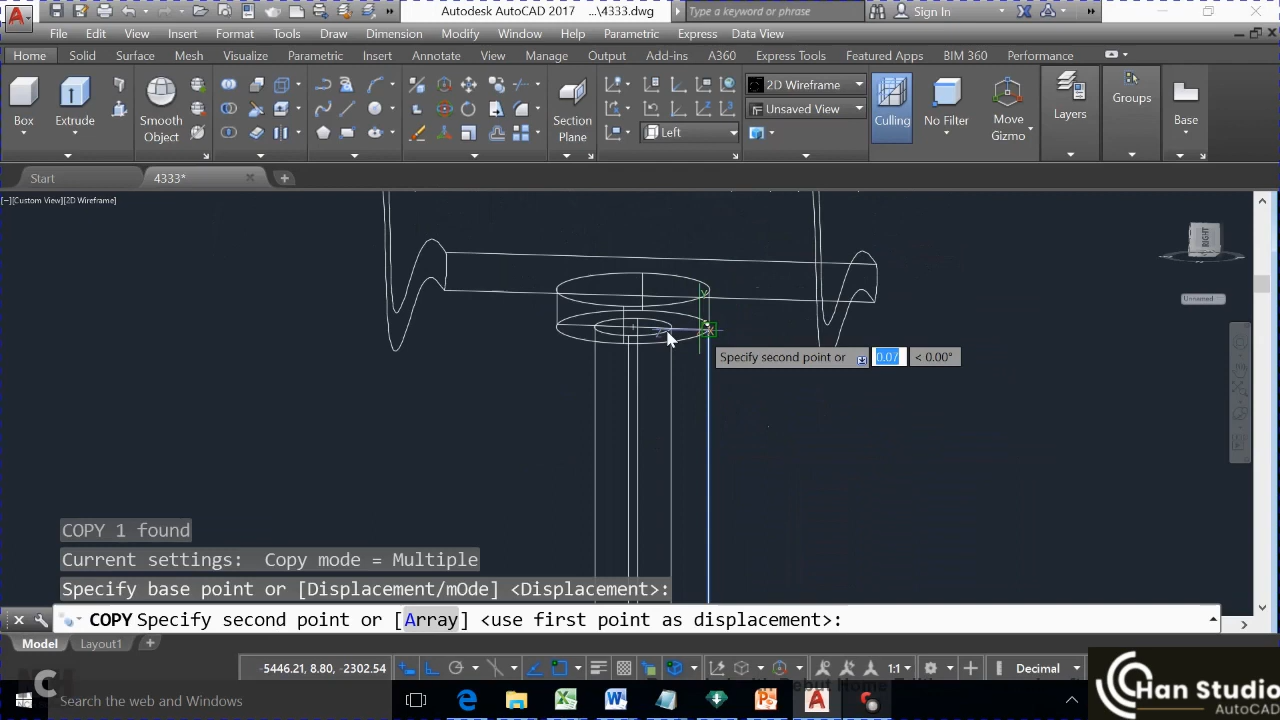 Autodesk AutoCAD 2017 ...\4333.dwg
Type a keyword or phrase
Sign In
File Edit View Insert Format Tools Draw Dimension Modify Window Help Parametric Express Data View
Home Solid Surface Mesh Visualize Parametric Insert Annotate View Manage Output Add-ins A360 Express Tools Featured Apps BIM 360 Performance
Box
Extrude
Smooth
Object
Section
Plane
2D Wireframe
Unsaved View
Left
Culling
No Filter
Move
Gizmo
Layers
Groups
Base
Start
4333*
[−][Custom View][2D Wireframe]
RIGHT
Unnamed
Y
Specify second point or 0.07 < 0.00°
COPY 1 found
Current settings: Copy mode = Multiple
Specify base point or [Displacement/mOde] <Displacement>:
COPY Specify second point or [Array] <use first point as displacement>:
Model Layout1
-5446.21, 8.80, -2302.54
1:1
Decimal
Search the web and Windows
Han Studio
AutoCAD